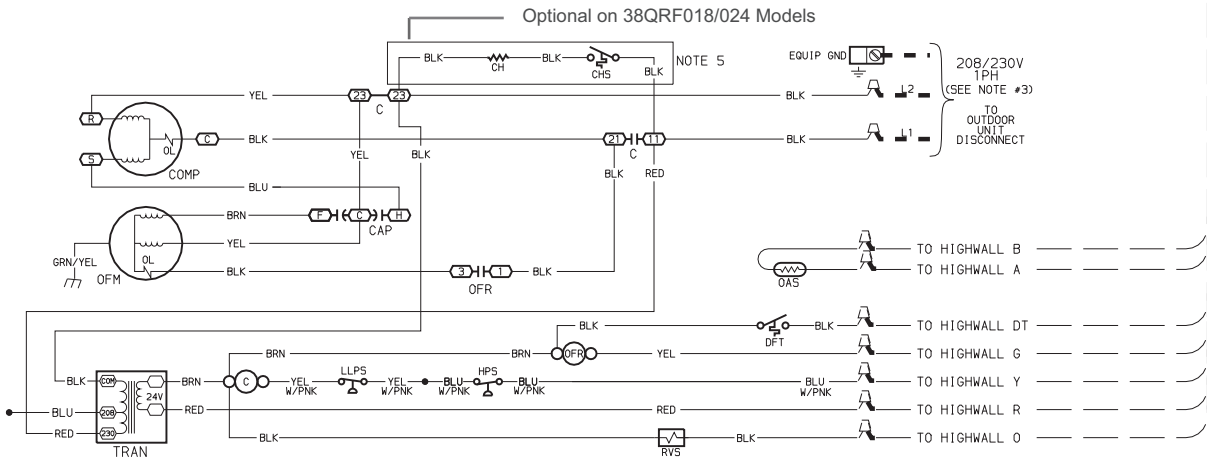 Optional on 38QRF018/024 Models
BLK CH BLK CHS BLK NOTE 5
EQUIP GND
208/230V
1PH
(SEE NOTE #3)
TO
OUTDOOR
UNIT
DISCONNECT
YEL 23 23 C BLK L2
R
OL C BLK 21 C 11 BLK L1
S COMP
YEL BLK BLK RED
BLU
BRN F C H
CAP
YEL
OL
GRN/YEL OFM BLK 3 1 BLK
OFR
TO HIGHWALL B
TO HIGHWALL A
OAS
BLK DFT BLK TO HIGHWALL DT
BRN BRN OFR YEL TO HIGHWALL G
BLK COM 24V BRN C YEL W/PNK LLPS YEL W/PNK BLU W/PNK HPS BLU W/PNK BLU W/PNK TO HIGHWALL Y
BLU 208 RED RED TO HIGHWALL R
RED 230 BLK RVS BLK TO HIGHWALL O
TRAN